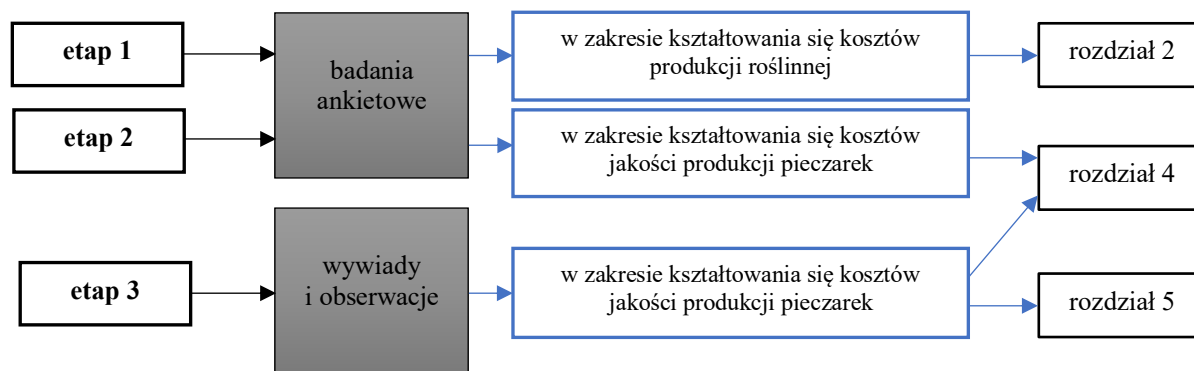 etap 1
badania
ankietowe
w zakresie kształtowania się kosztów
produkcji roślinnej
rozdział 2
etap 2
w zakresie kształtowania się kosztów
jakości produkcji pieczarek
rozdział 4
etap 3
wywiady
i obserwacje
w zakresie kształtowania się kosztów
jakości produkcji pieczarek
rozdział 5